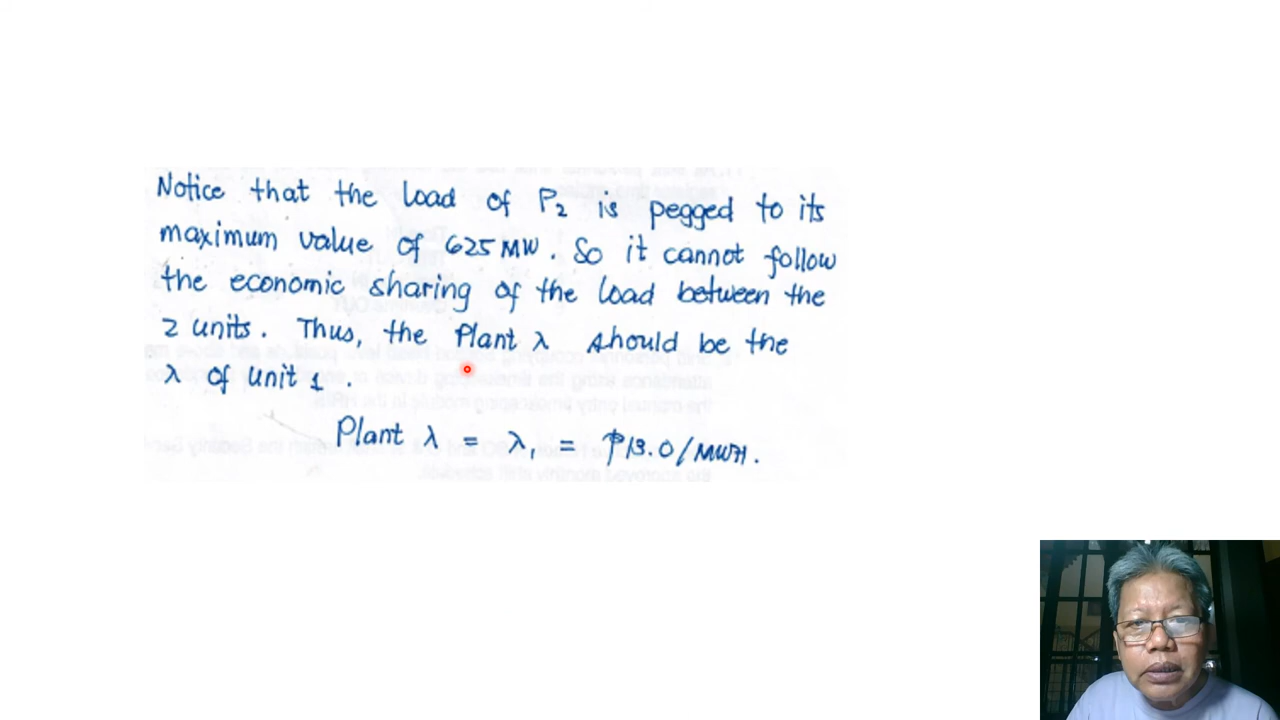 Notice that the load of P₂ is pegged to its
maximum value of 625 MW. So it cannot follow
the economic sharing of the load between the
2 units. Thus, the Plant λ should be the
λ of unit 1.
Plant λ = λ₁ = ₱13.0/MWH.